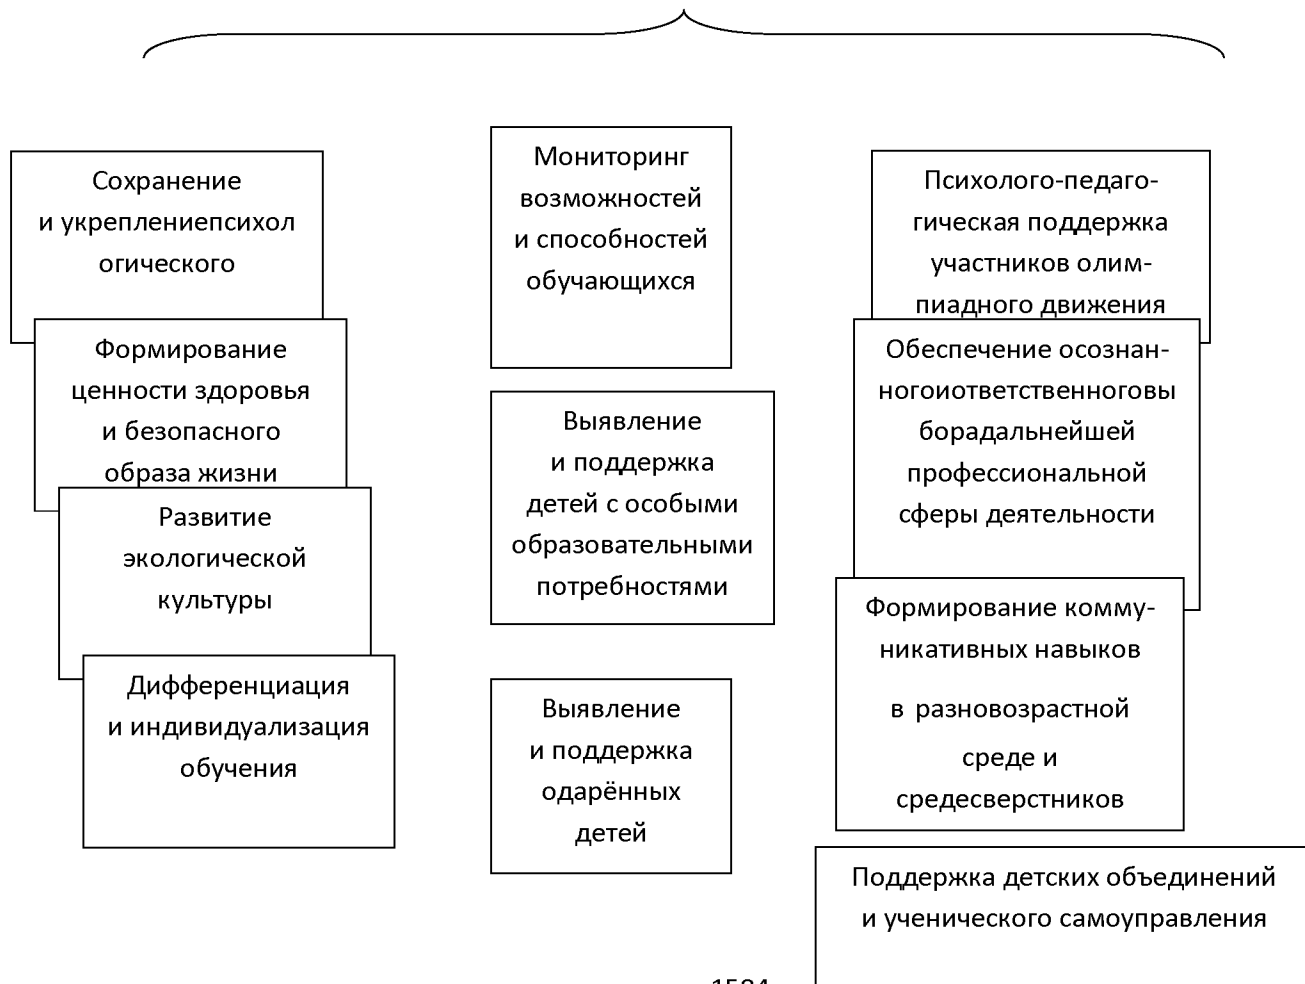 Сохранение
и укреплениепсихол
огического
Формирование
ценности здоровья
и безопасного
образа жизни
Развитие
экологической
культуры
Дифференциация
и индивидуализация
обучения
Мониторинг
возможностей
и способностей
обучающихся
Выявление
и поддержка
детей с особыми
образовательными
потребностями
Выявление
и поддержка
одарённых
детей
Психолого-педаго-
гическая поддержка
участников олим-
пиадного движения
Обеспечение осознан-
ногоиответственноговы
борадальнейшей
профессиональной
сферы деятельности
Формирование комму-
никативных навыков
в разновозрастной
среде и
средесверстников
Поддержка детских объединений
и ученического самоуправления